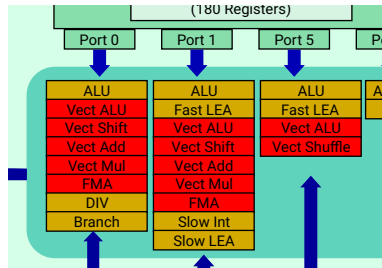 (180 Registers)
Port 0
Port 1
Port 5
ALU
Vect ALU
Vect Shift
Vect Add
Vect Mul
FMA
DIV
Branch
ALU
Fast LEA
Vect ALU
Vect Shift
Vect Add
Vect Mul
FMA
Slow Int
Slow LEA
ALU
Fast LEA
Vect ALU
Vect Shuffle